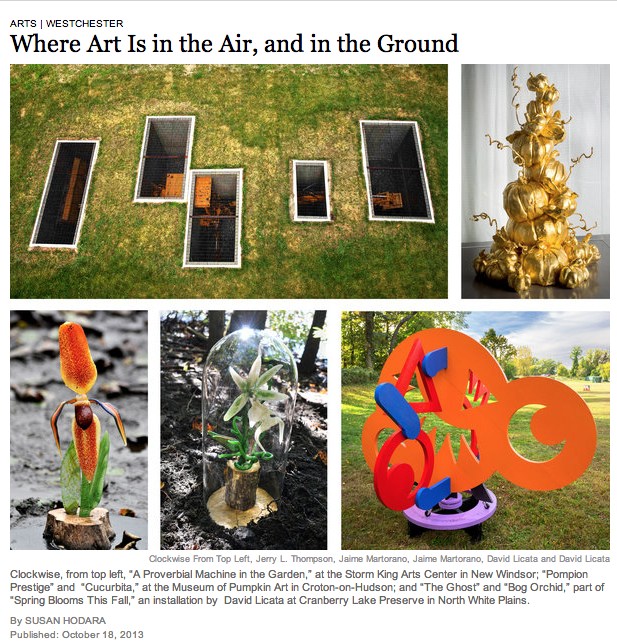 ARTS | WESTCHESTER
Where Art Is in the Air, and in the Ground
Clockwise From Top Left, Jerry L. Thompson, Jaime Martorano, Jaime Martorano, David Licata and David Licata
Clockwise, from top left, "A Proverbial Machine in the Garden," at the Storm King Arts Center in New Windsor; "Pompion
Prestige" and  "Cucurbita," at the Museum of Pumpkin Art in Croton-on-Hudson; and "The Ghost" and "Bog Orchid," part of
"Spring Blooms This Fall," an installation by  David Licata at Cranberry Lake Preserve in North White Plains.
By SUSAN HODARA
Published: October 18, 2013